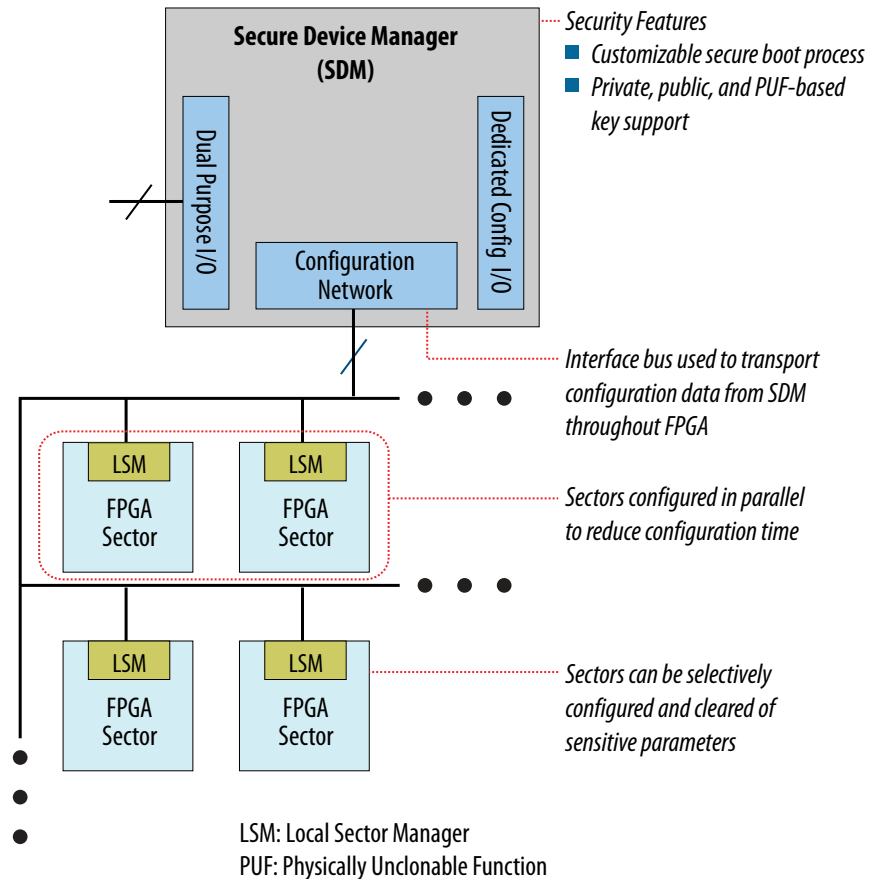 Secure Device Manager
(SDM)
Security Features
Customizable secure boot process
Private, public, and PUF-based
key support
Dual Purpose I/O
Dedicated Config I/O
Configuration
Network
Interface bus used to transport
configuration data from SDM
throughout FPGA
LSM
FPGA
Sector
LSM
FPGA
Sector
Sectors configured in parallel
to reduce configuration time
LSM
FPGA
Sector
LSM
FPGA
Sector
Sectors can be selectively
configured and cleared of
sensitive parameters
LSM: Local Sector Manager
PUF: Physically Unclonable Function